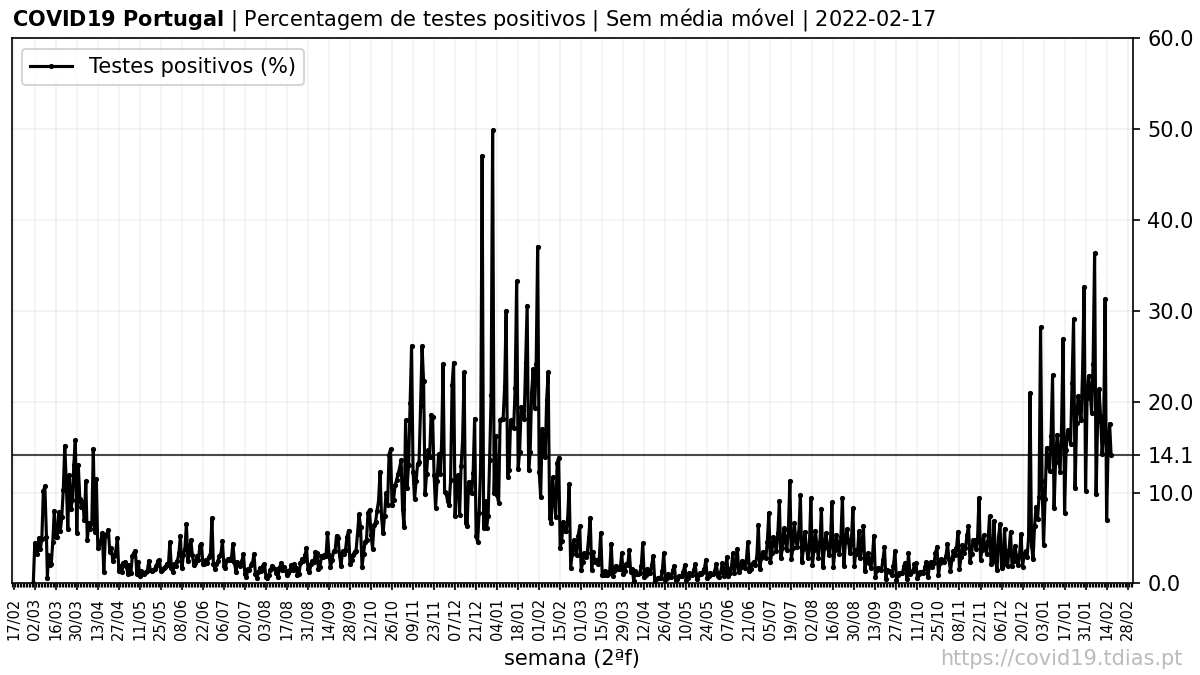 COVID19 Portugal | Percentagem de testes positivos | Sem média móvel | 2022-02-17
Testes positivos (%)
60.0
50.0
40.0
30.0
20.0
14.1
10.0
0.0
17/02 02/03 16/03 30/03 13/04 27/04 11/05 25/05 08/06 22/06 06/07 20/07 03/08 17/08 31/08 14/09 28/09 12/10 26/10 09/11 23/11 07/12 21/12 04/01 18/01 01/02 15/02 01/03 15/03 29/03 12/04 26/04 10/05 24/05 07/06 21/06 05/07 19/07 02/08 16/08 30/08 13/09 27/09 11/10 25/10 08/11 22/11 06/12 20/12 03/01 17/01 31/01 14/02 28/02
semana (2ªf)
https://covid19.tdias.pt